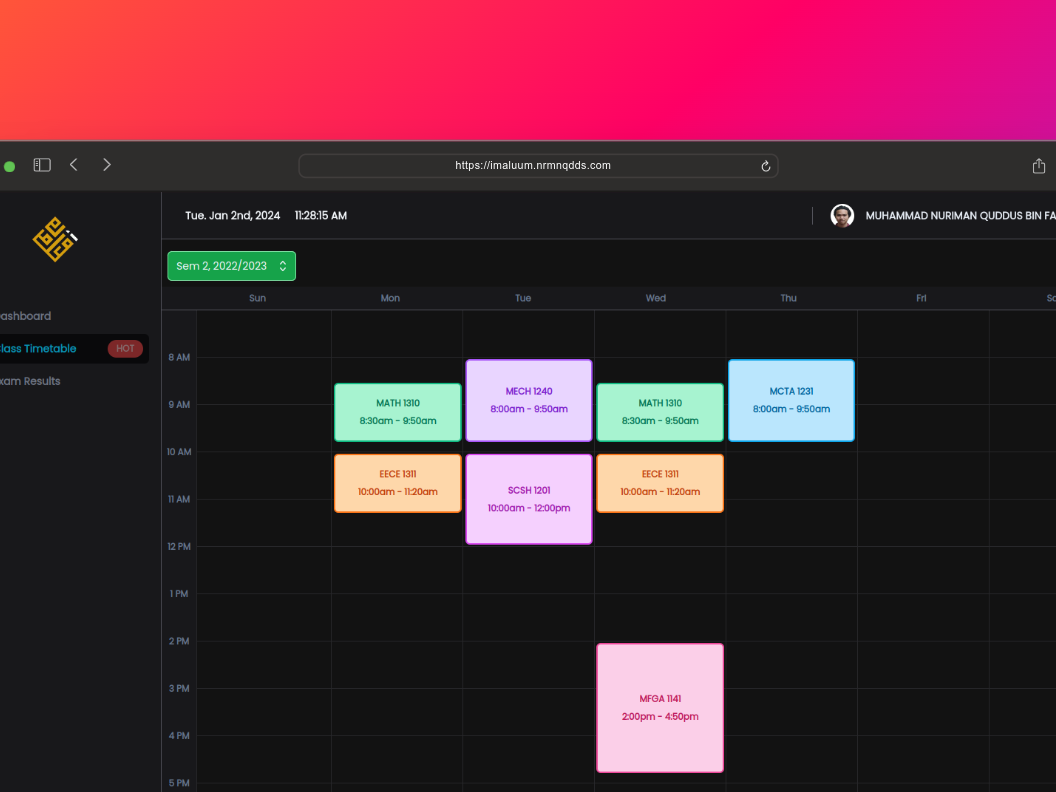 https://imaluum.nrmnqdds.com
Tue. Jan 2nd, 2024 11:28:15 AM
MUHAMMAD NURIMAN QUDDUS BIN FA
Sem 2, 2022/2023
ashboard
lass Timetable HOT
xam Results
Sun Mon Tue Wed Thu Fri
8 AM
9 AM
10 AM
11 AM
12 PM
1 PM
2 PM
3 PM
4 PM
5 PM
MATH 1310
8:30am - 9:50am
EECE 1311
10:00am - 11:20am
MECH 1240
8:00am - 9:50am
SCSH 1201
10:00am - 12:00pm
MATH 1310
8:30am - 9:50am
EECE 1311
10:00am - 11:20am
MFGA 1141
2:00pm - 4:50pm
MCTA 1231
8:00am - 9:50am